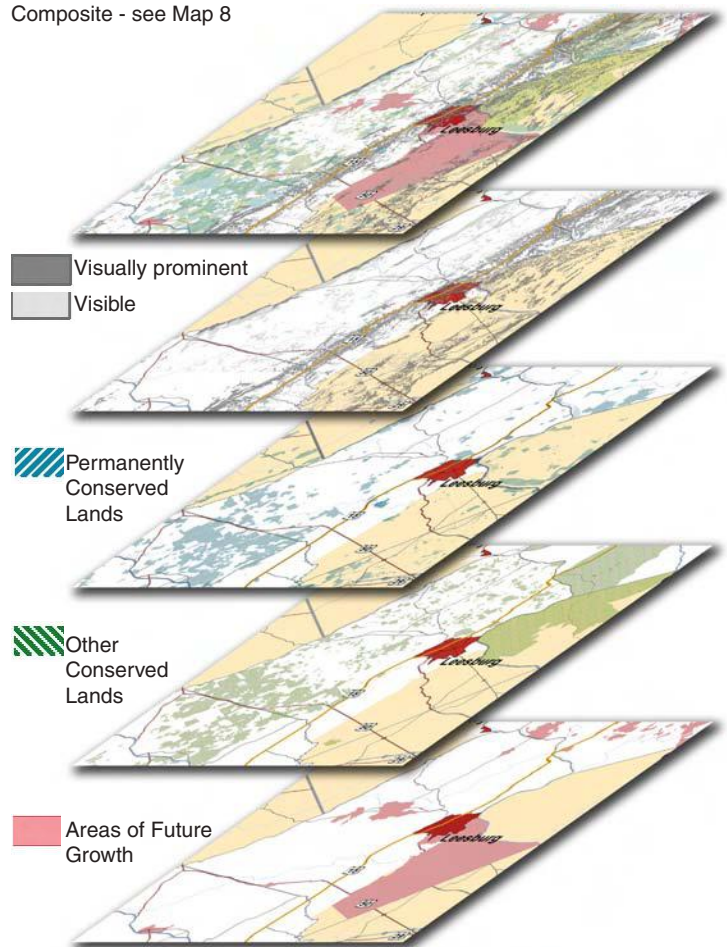 Composite - see Map 8
Leesburg
Visually prominent
Visible
Leesburg
Permanently
Conserved
Lands
Leesburg
Other
Conserved
Lands
Leesburg
Areas of Future
Growth
Leesburg